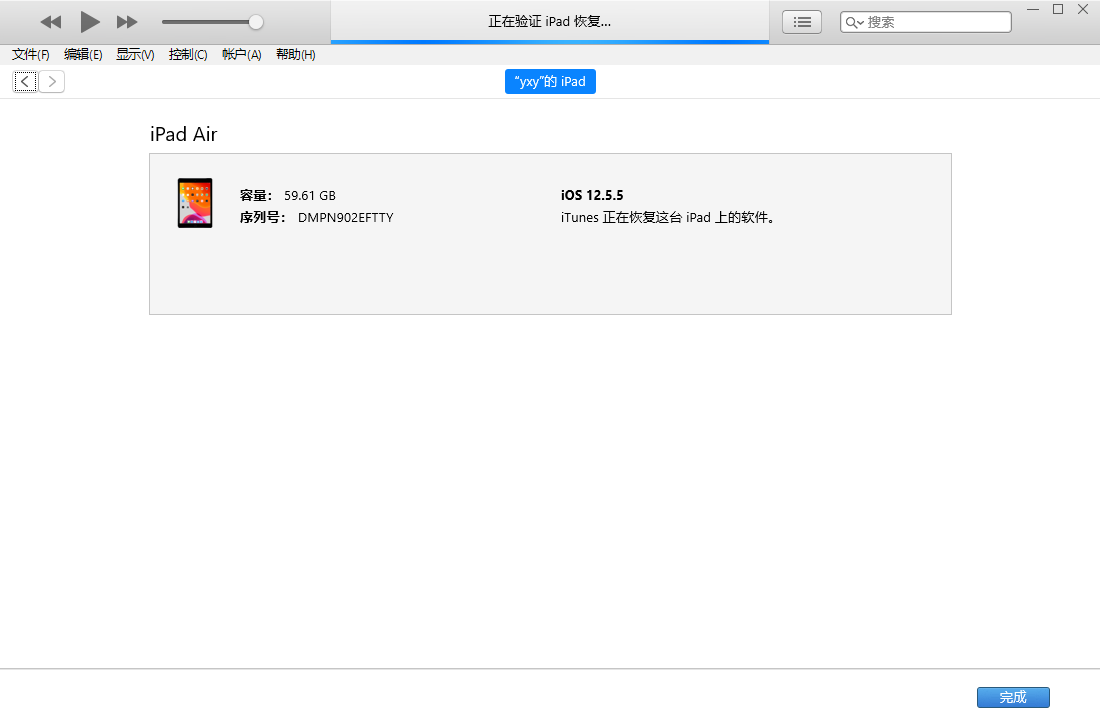 正在验证 iPad 恢复...
搜索
文件(F) 编辑(E) 显示(V) 控制(C) 帐户(A) 帮助(H)
“yxy”的 iPad
iPad Air
容量： 59.61 GB
序列号： DMPN902EFTTY
iOS 12.5.5
iTunes 正在恢复这台 iPad 上的软件。
完成